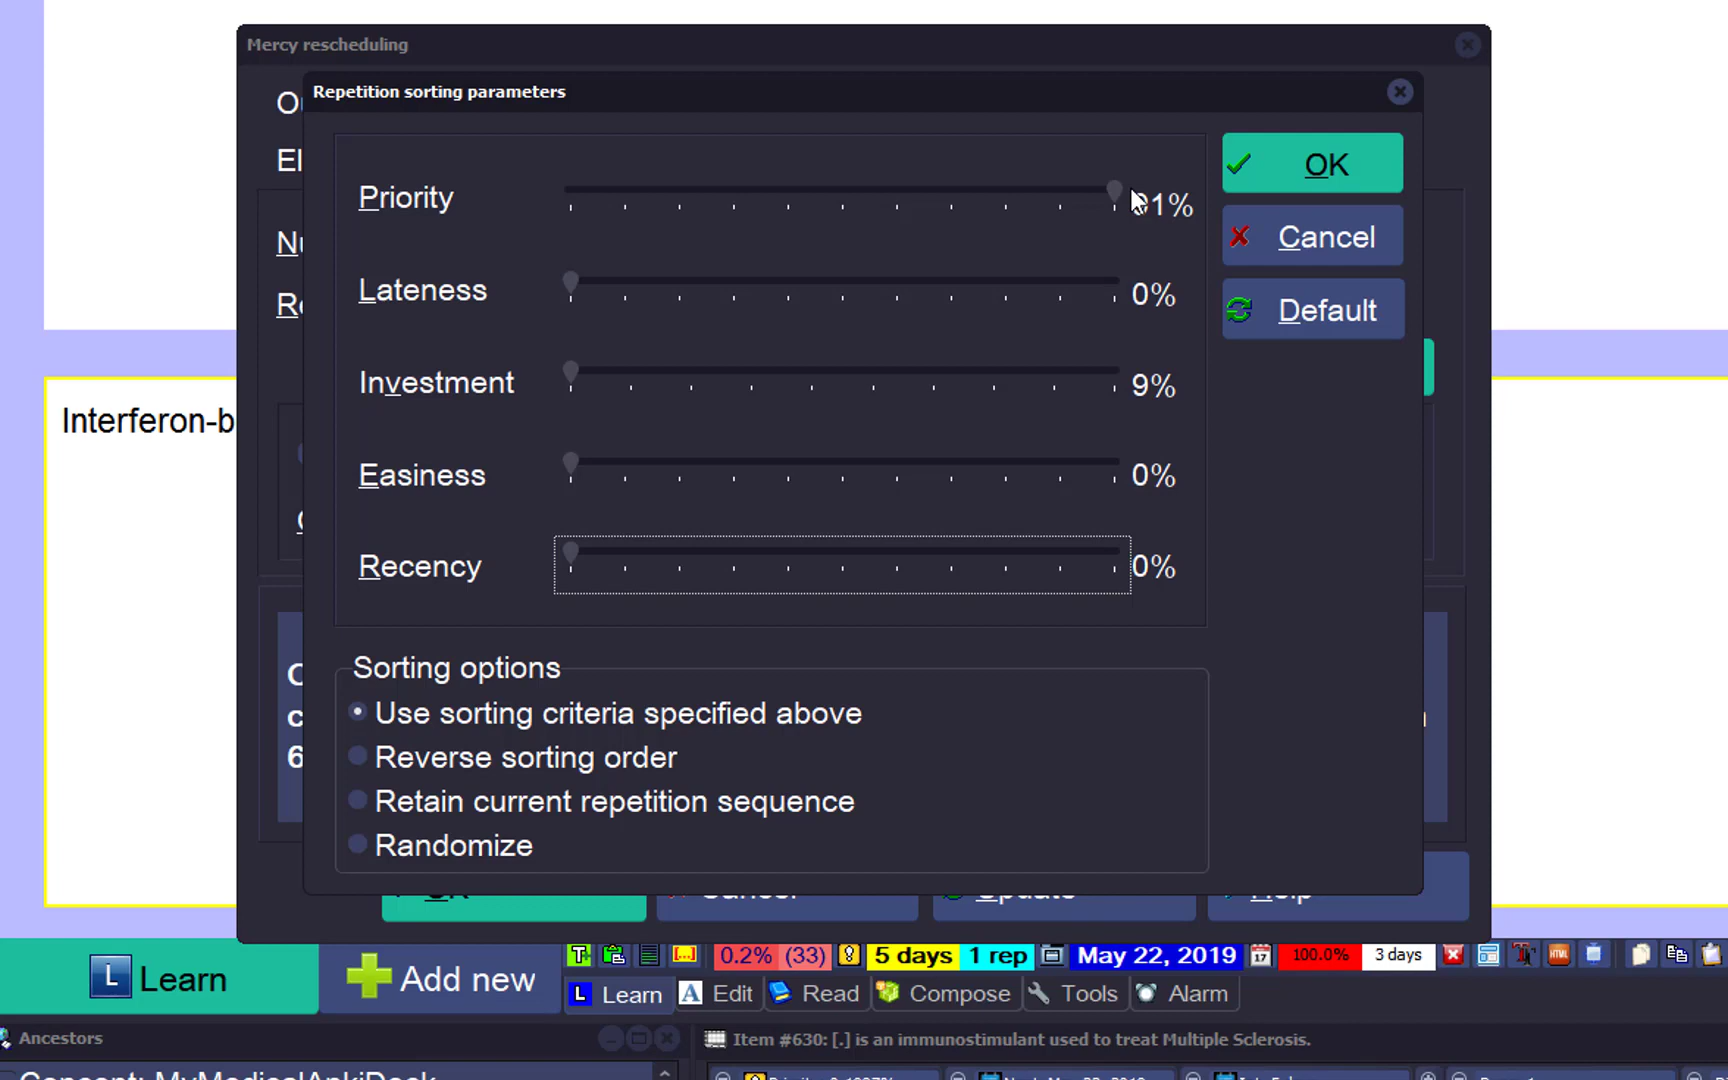 Mercy rescheduling
Repetition sorting parameters
Priority
1%
OK
Cancel
Default
Lateness
0%
Investment
9%
Easiness
0%
Recency
0%
Interferon-b
Sorting options
Use sorting criteria specified above
Reverse sorting order
Retain current repetition sequence
Randomize
Learn
Add new
0.2% (33)
5 days
1 rep
May 22, 2019
17
100.0%
3 days
L Learn
A Edit
Read
Compose
Tools
Alarm
Ancestors
Item #630: [.] is an immunostimulant used to treat Multiple Sclerosis.